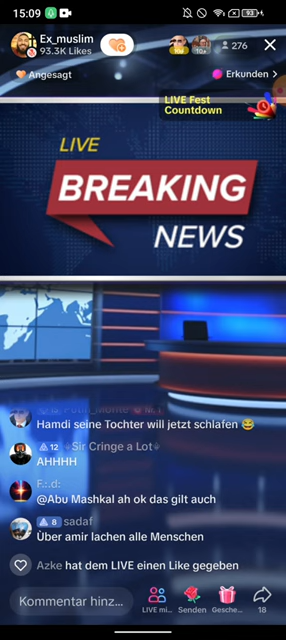 15:09
93
Ex_muslim
93.3K Likes
10+
276
Angesagt
Erkunden
LIVE Fest
Countdown
LIVE
BREAKING
NEWS
Hamdi seine Tochter will jetzt schlafen 😂
12 Sir Cringe a Lot
AHHHH
F.:.d:
@Abu Mashkal ah ok das gilt auch
8 sadaf
Über amir lachen alle Menschen
Azke hat dem LIVE einen Like gegeben
Kommentar hinz...
LIVE mi...
Senden
Gesche...
18